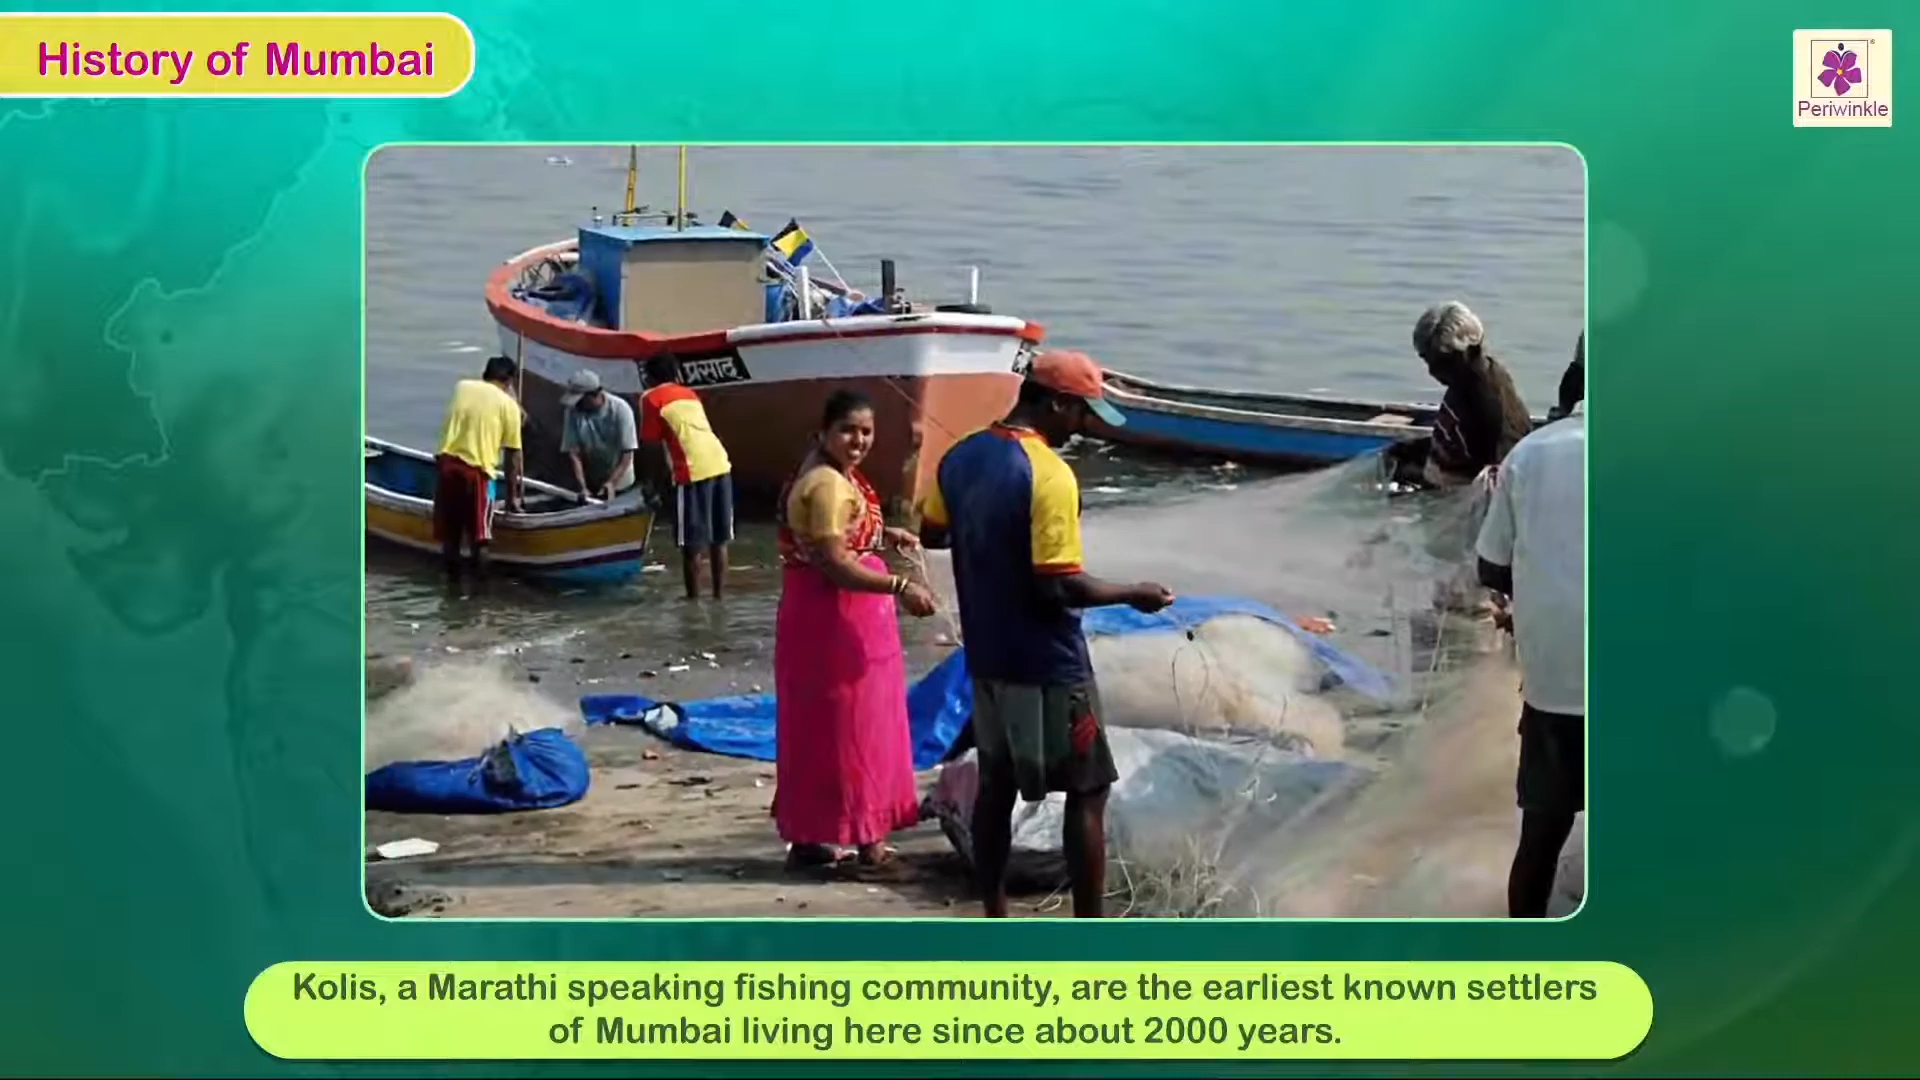 History of Mumbai
Periwinkle
प्रसाद
Kolis, a Marathi speaking fishing community, are the earliest known settlers
of Mumbai living here since about 2000 years.